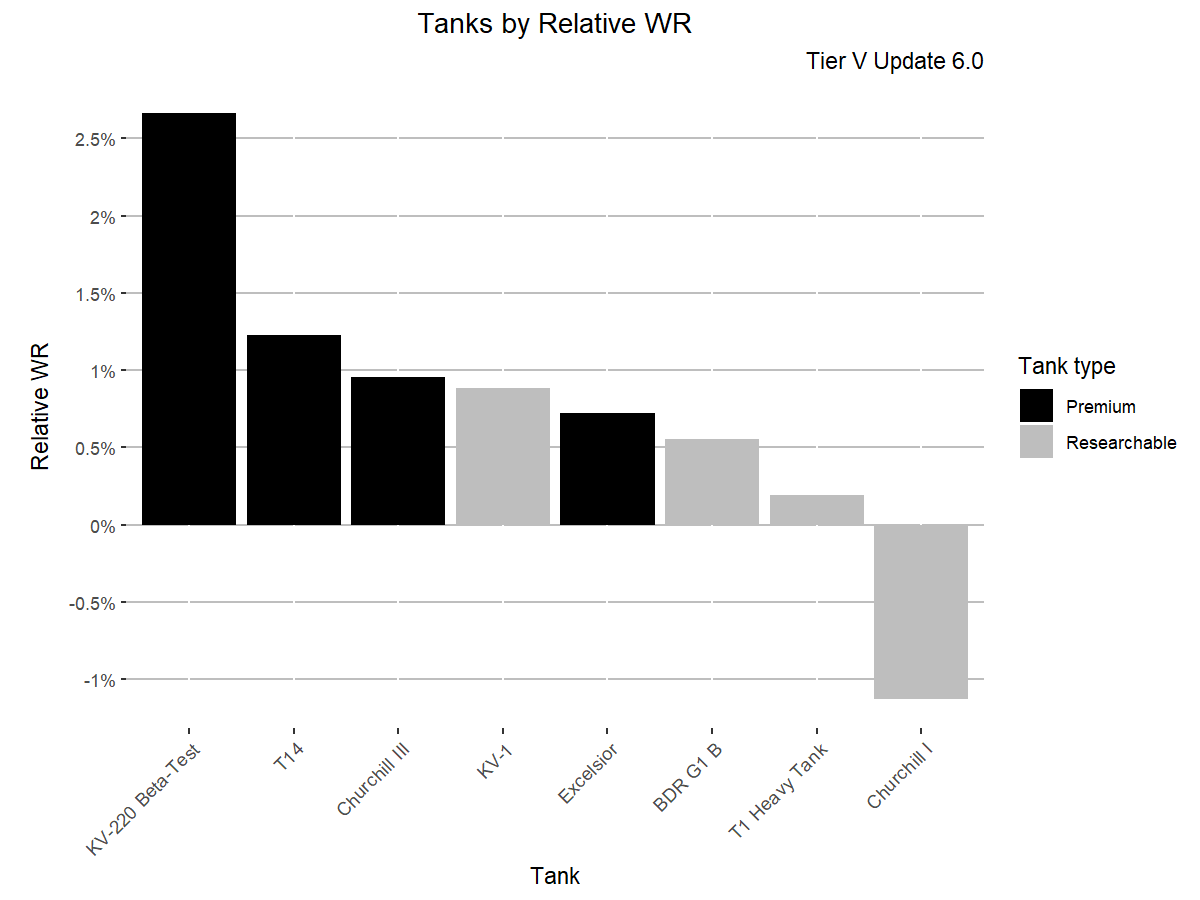 Tanks by Relative WR
Tier V Update 6.0
Relative WR
2.5%
2%
1.5%
1%
0.5%
0%
-0.5%
-1%
KV-220 Beta-Test
T14
Churchill III
KV-1
Excelsior
BDR G1 B
T1 Heavy Tank
Churchill I
Tank
Tank type
Premium
Researchable